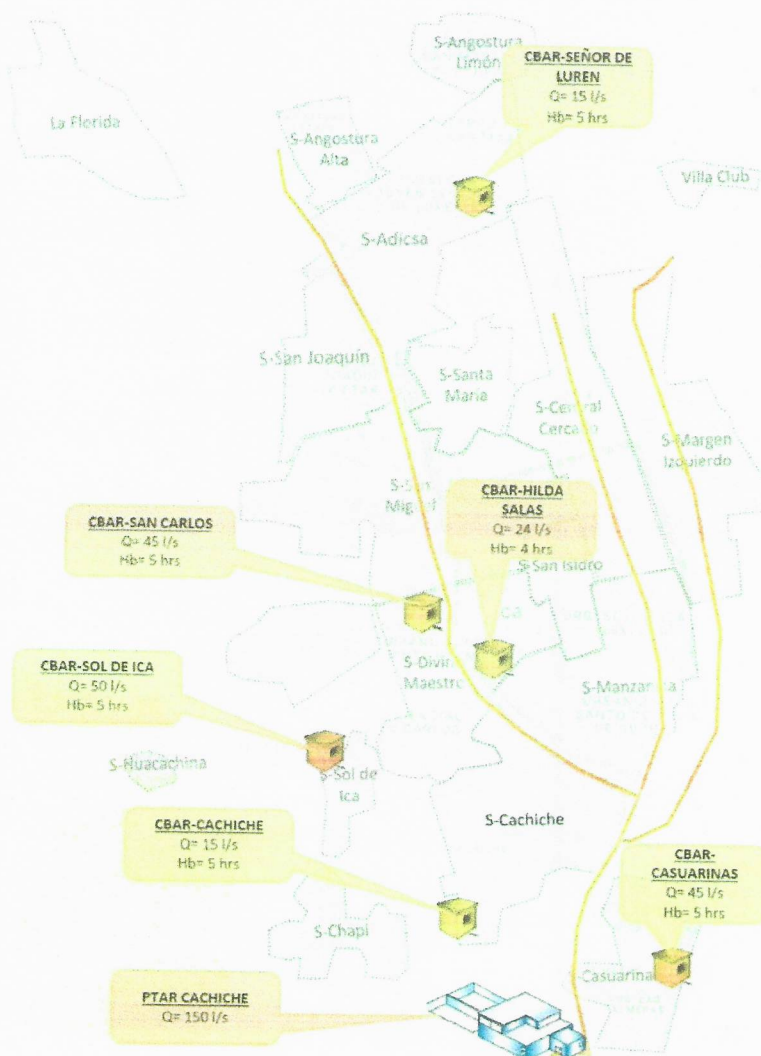 S-Angostura
Limón
CBAR-SEÑOR DE
LUREN
Q= 15 l/s
Hb= 5 hrs
La Florida
S-Angostura
Alta
Villa Club
S-Adicsa
S-San Joaquín
S-Santa
María
S-Central
Cercado
S-Margen
Izquierdo
S-San
Miguel
CBAR-HILDA
SALAS
Q= 24 l/s
Hb= 4 hrs
CBAR-SAN CARLOS
Q= 45 l/s
Hb= 5 hrs
S-San Isidro
CBAR-SOL DE ICA
Q= 50 l/s
Hb= 5 hrs
S-Divino
Maestro
S-Manzanilla
S-Huacachina
S-Sol de
Ica
CBAR-CACHICHE
Q= 15 l/s
Hb= 5 hrs
S-Cachiche
CBAR-
CASUARINAS
Q= 45 l/s
Hb= 5 hrs
S-Chapi
S-Casuarinas
PTAR CACHICHE
Q= 150 l/s